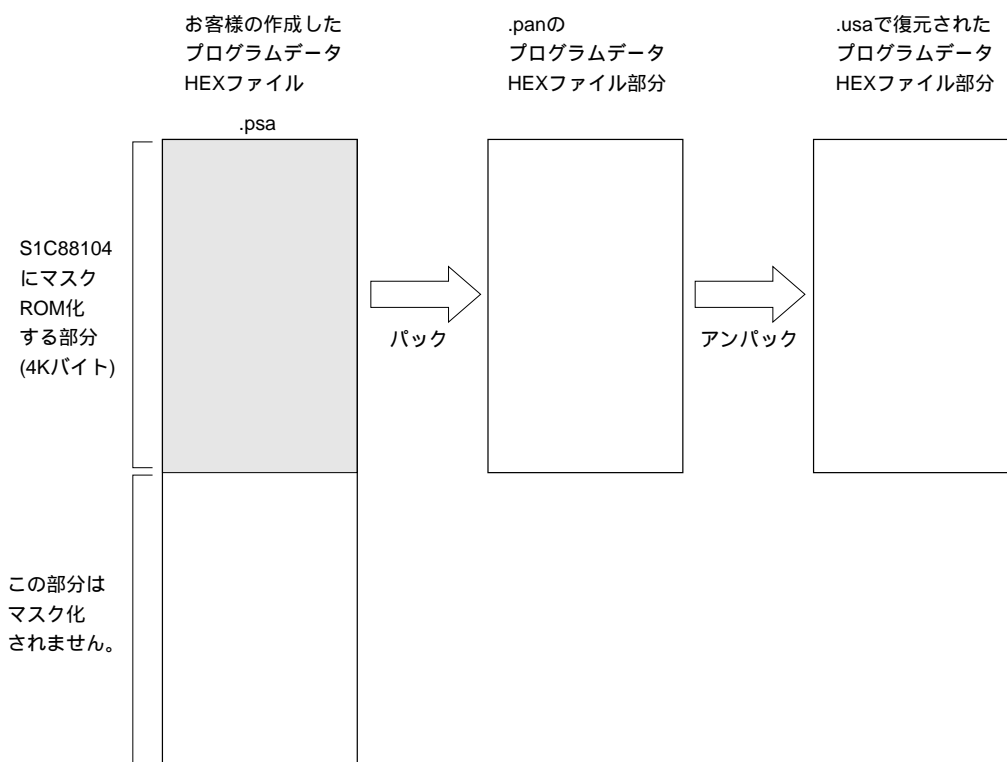 お客様の作成した
プログラムデータ
HEXファイル
.psa
.panの
プログラムデータ
HEXファイル部分
.usaで復元された
プログラムデータ
HEXファイル部分
S1C88104
にマスク
ROM化
する部分
(4Kバイト)
パック
アンパック
この部分は
マスク化
されません。